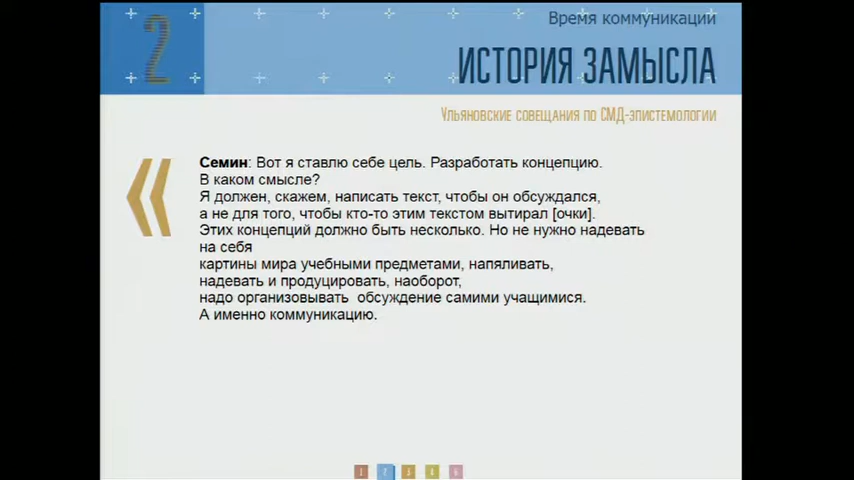 2
Время коммуникации
ИСТОРИЯ ЗАМЫСЛА
Ульяновские совещания по СМД-эпистемологии
«
Семин: Вот я ставлю себе цель. Разработать концепцию.
В каком смысле?
Я должен, скажем, написать текст, чтобы он обсуждался,
а не для того, чтобы кто-то этим текстом вытирал [очки].
Этих концепций должно быть несколько. Но не нужно надевать
на себя
картины мира учебными предметами, напяливать,
надевать и продуцировать, наоборот,
надо организовывать обсуждение самими учащимися.
А именно коммуникацию.
1 2 3 4